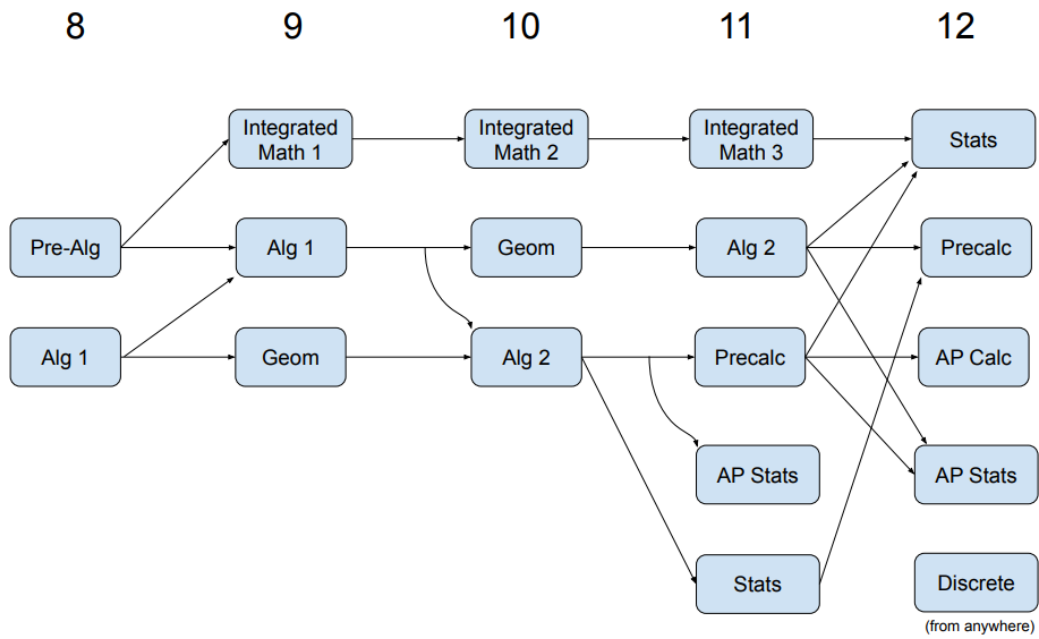 8 9 10 11 12
Integrated Integrated Integrated
Math 1 Math 2 Math 3 Stats
Pre-Alg Alg 1 Geom Alg 2 Precalc
Alg 1 Geom Alg 2 Precalc AP Calc
AP Stats AP Stats
Stats Discrete
(from anywhere)